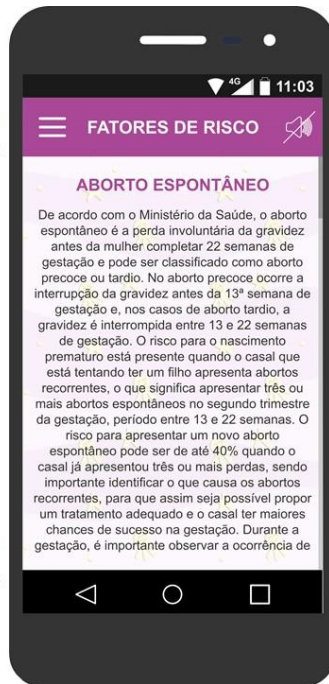 4G 11:03
FATORES DE RISCO
ABORTO ESPONTÂNEO
De acordo com o Ministério da Saúde, o aborto
espontâneo é a perda involuntária da gravidez
antes da mulher completar 22 semanas de
gestação e pode ser classificado como aborto
precoce ou tardio. No aborto precoce ocorre a
interrupção da gravidez antes da 13ª semana de
gestação e, nos casos de aborto tardio, a
gravidez é interrompida entre 13 e 22 semanas
de gestação. O risco para o nascimento
prematuro está presente quando o casal que
está tentando ter um filho apresenta abortos
recorrentes, o que significa apresentar três ou
mais abortos espontâneos no segundo trimestre
da gestação, período entre 13 e 22 semanas. O
risco para apresentar um novo aborto
espontâneo pode ser de até 40% quando o
casal já apresentou três ou mais perdas, sendo
importante identificar o que causa os abortos
recorrentes, para que assim seja possível propor
um tratamento adequado e o casal ter maiores
chances de sucesso na gestação. Durante a
gestação, é importante observar a ocorrência de